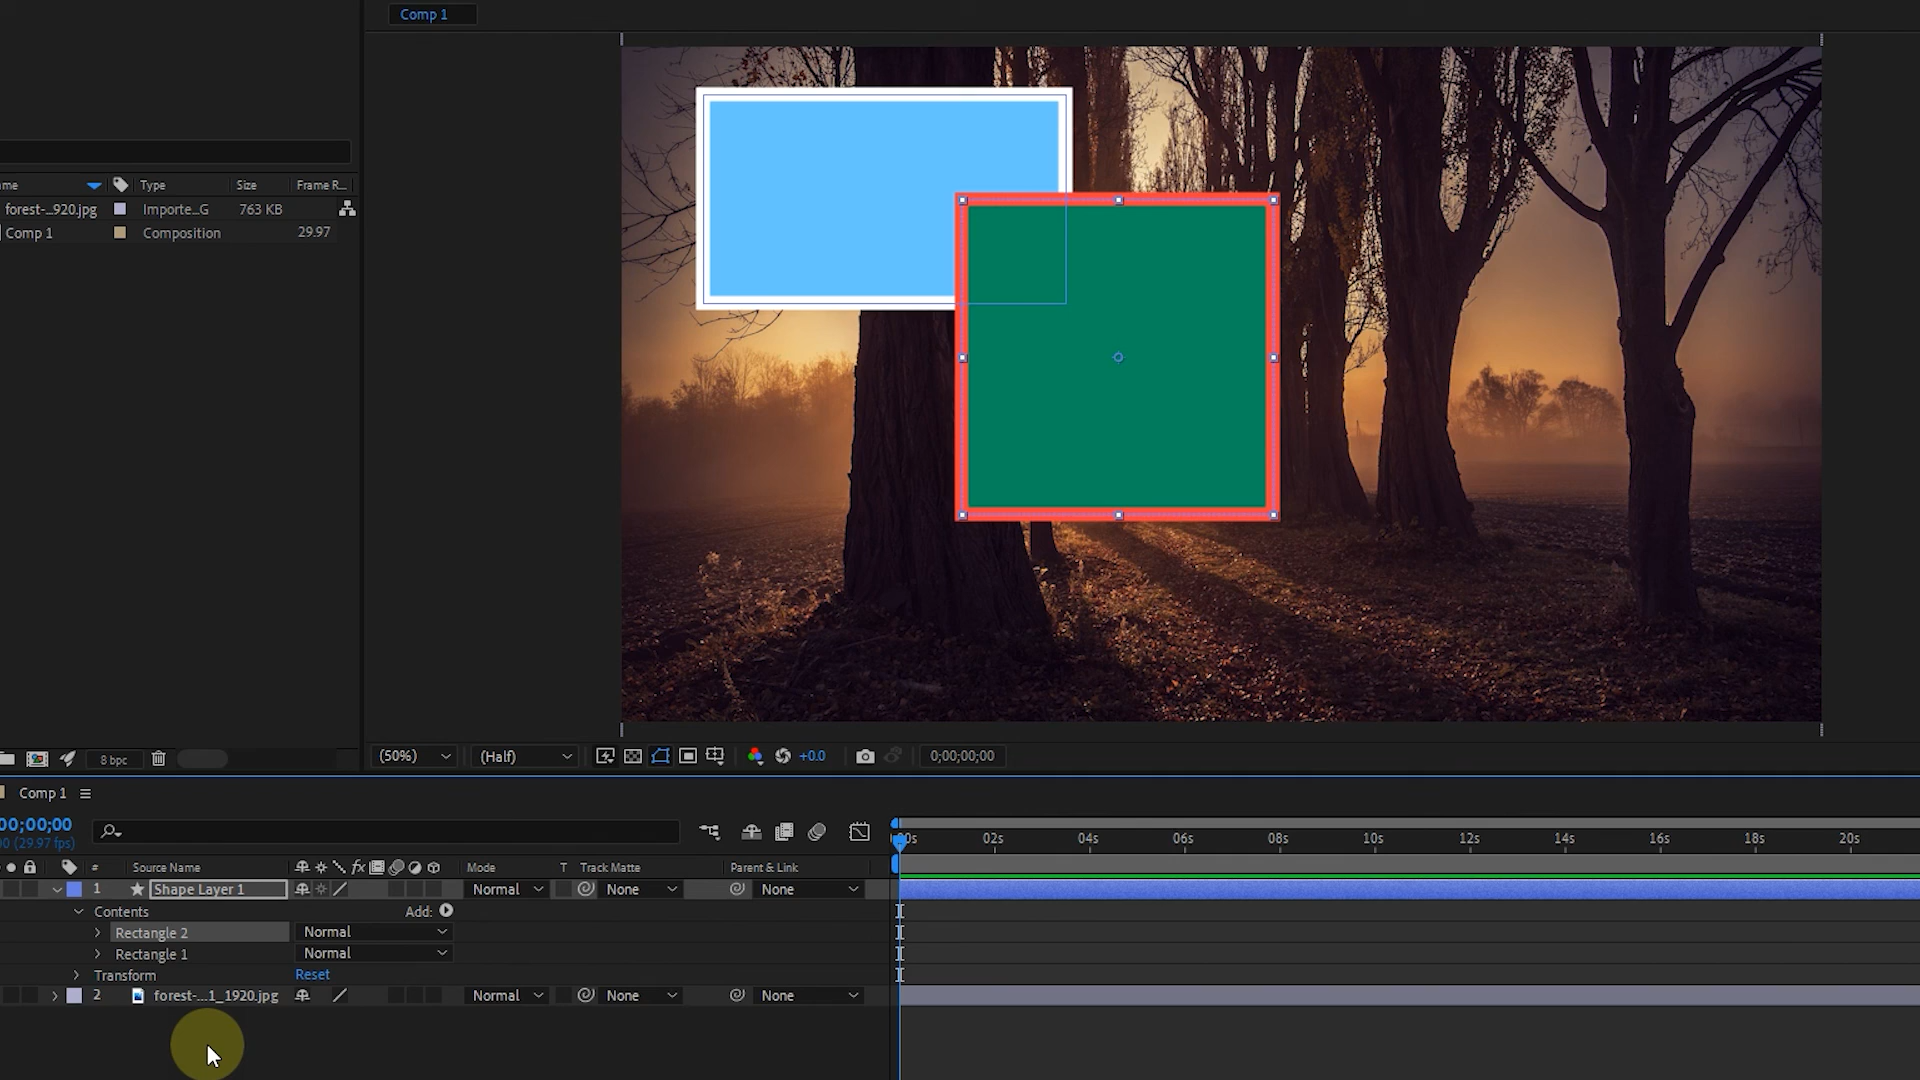 Comp 1
me Type Size Frame R...
forest-...920.jpg Importe...G 763 KB
Comp 1 Composition 29.97
8 bpc
(50%) (Half) +0.0 0;00;00;00
Comp 1
00;00;00
(29.97 fps)
00s 02s 04s 06s 08s 10s 12s 14s 16s 18s 20s
# Source Name fx Mode T Track Matte Parent & Link
1 Shape Layer 1 Normal None None
Contents Add:
Rectangle 2 Normal
Rectangle 1 Normal
Transform Reset
2 forest-...1_1920.jpg Normal None None